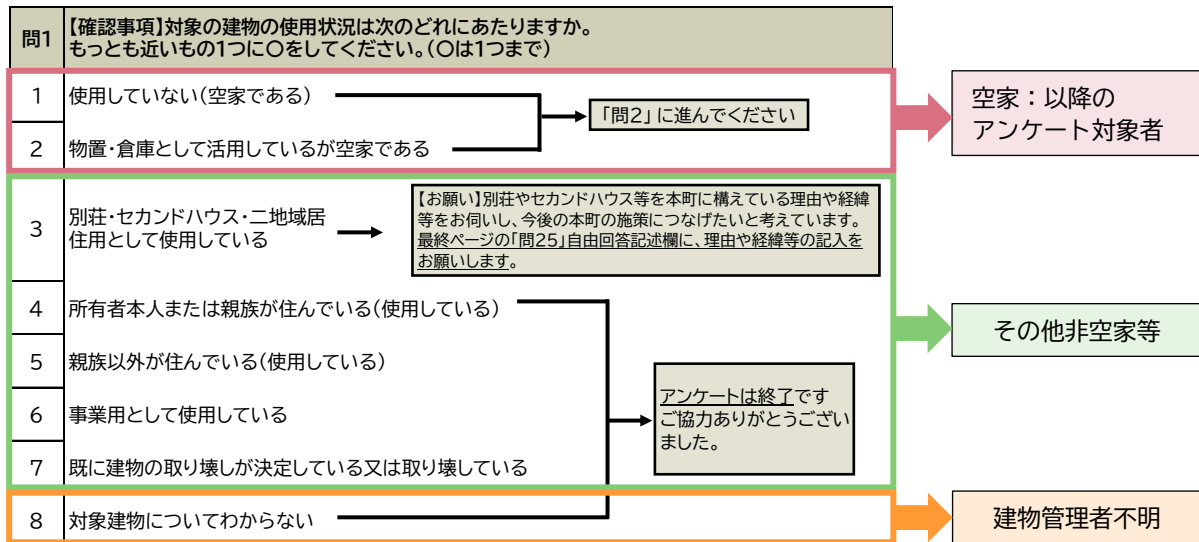 問1
【確認事項】対象の建物の使用状況は次のどれにあたりますか。
もっとも近いもの1つに〇をしてください。(〇は1つまで)
1 使用していない(空家である)
2 物置・倉庫として活用しているが空家である
「問2」に進んでください
空家：以降の
アンケート対象者
3 別荘・セカンドハウス・二地域居
住用として使用している
【お願い】別荘やセカンドハウス等を本町に構えている理由や経緯
等をお伺いし、今後の本町の施策につなげたいと考えています。
最終ページの「問25」自由回答記述欄に、理由や経緯等の記入を
お願いします。
4 所有者本人または親族が住んでいる(使用している)
5 親族以外が住んでいる(使用している)
6 事業用として使用している
7 既に建物の取り壊しが決定している又は取り壊している
アンケートは終了です
ご協力ありがとうござい
ました。
その他非空家等
8 対象建物についてわからない
建物管理者不明